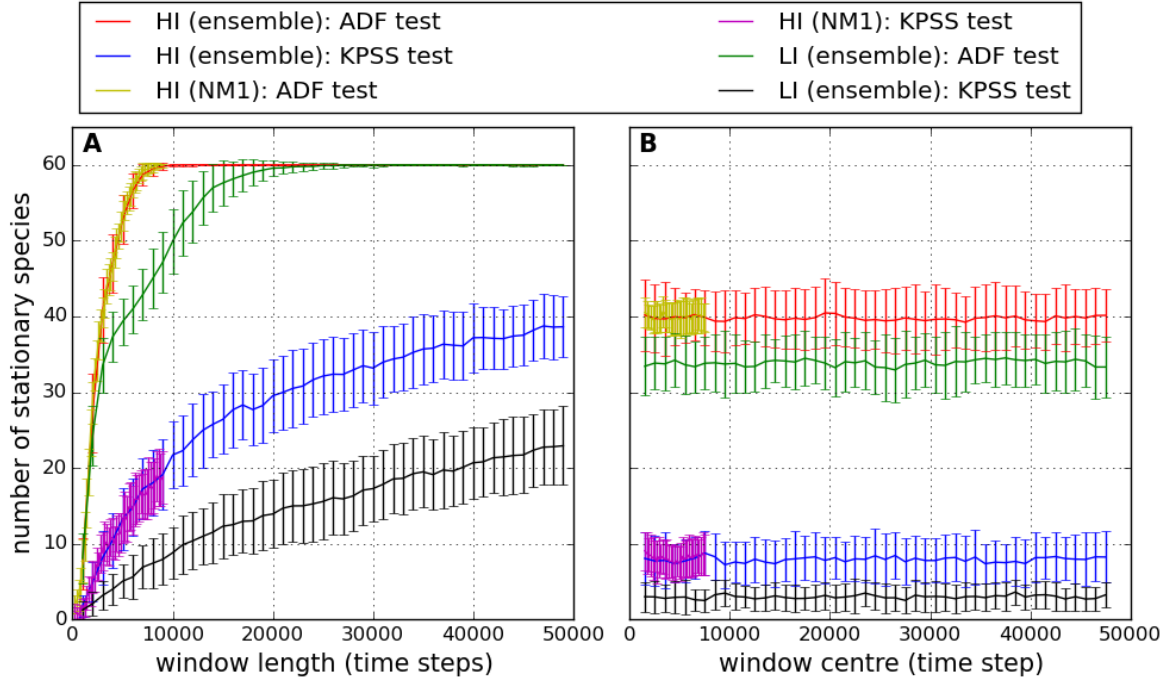 HI (ensemble): ADF test
HI (ensemble): KPSS test
HI (NM1): ADF test
HI (NM1): KPSS test
LI (ensemble): ADF test
LI (ensemble): KPSS test
A
60
50
40
30
20
10
0
number of stationary species
0 10000 20000 30000 40000 50000
window length (time steps)
B
0 10000 20000 30000 40000 50000
window centre (time step)